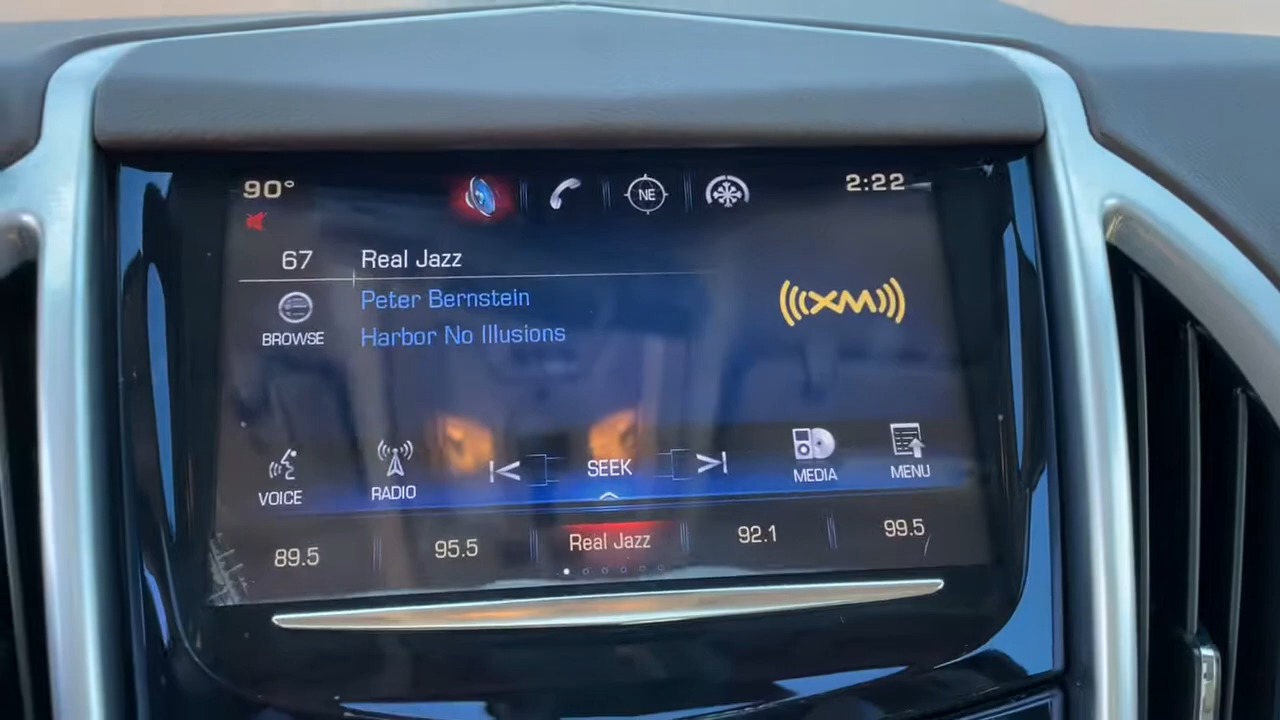 90° NE 2:22
67 Real Jazz
Peter Bernstein
BROWSE Harbor No Illusions
XM
VOICE RADIO SEEK MEDIA MENU
89.5 95.5 Real Jazz 92.1 99.5